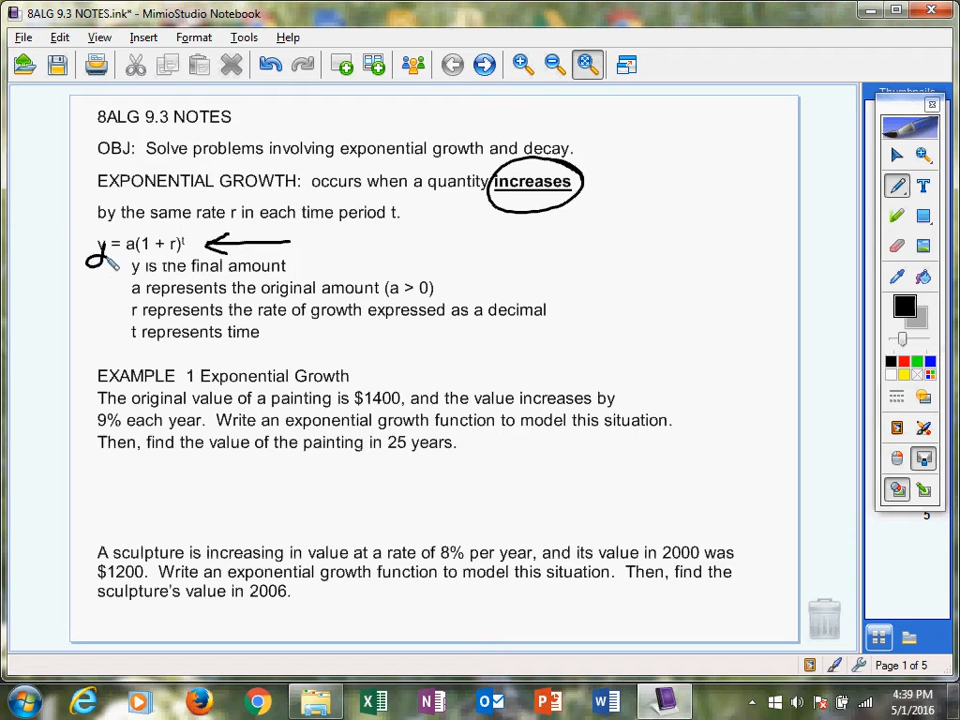 8ALG 9.3 NOTES.ink* - MimioStudio Notebook
File Edit View Insert Format Tools Help
Thumbnails
8ALG 9.3 NOTES
OBJ: Solve problems involving exponential growth and decay.
EXPONENTIAL GROWTH: occurs when a quantity increases
by the same rate r in each time period t.
y = a(1 + r)ᵗ
y is the final amount
a represents the original amount (a > 0)
r represents the rate of growth expressed as a decimal
t represents time
EXAMPLE 1 Exponential Growth
The original value of a painting is $1400, and the value increases by
9% each year. Write an exponential growth function to model this situation.
Then, find the value of the painting in 25 years.
A sculpture is increasing in value at a rate of 8% per year, and its value in 2000 was
$1200. Write an exponential growth function to model this situation. Then, find the
sculpture's value in 2006.
5
Page 1 of 5
4:39 PM
5/1/2016